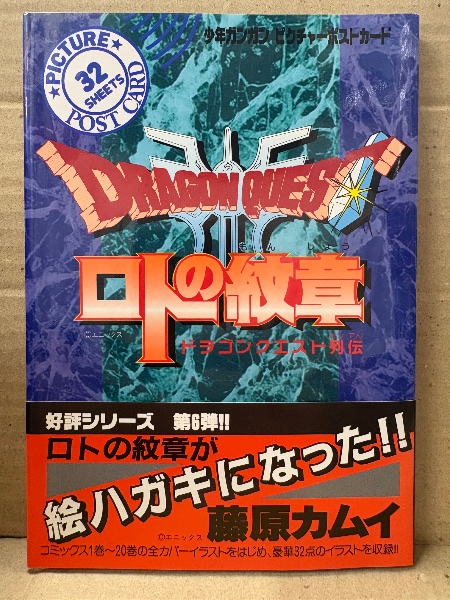 少年ガンガン ピクチャーポストカード
★PICTURE★
32
SHEETS
POST CARD
DRAGON QUEST
もんしょう
ロトの紋章
©エニックス
ドラゴンクエスト列伝
好評シリーズ 第6弾!!
ロトの紋章が
絵ハガキになった!!
©エニックス
藤原カムイ
コミックス1巻〜20巻の全カバーイラストをはじめ、豪華32点のイラストを収録!!